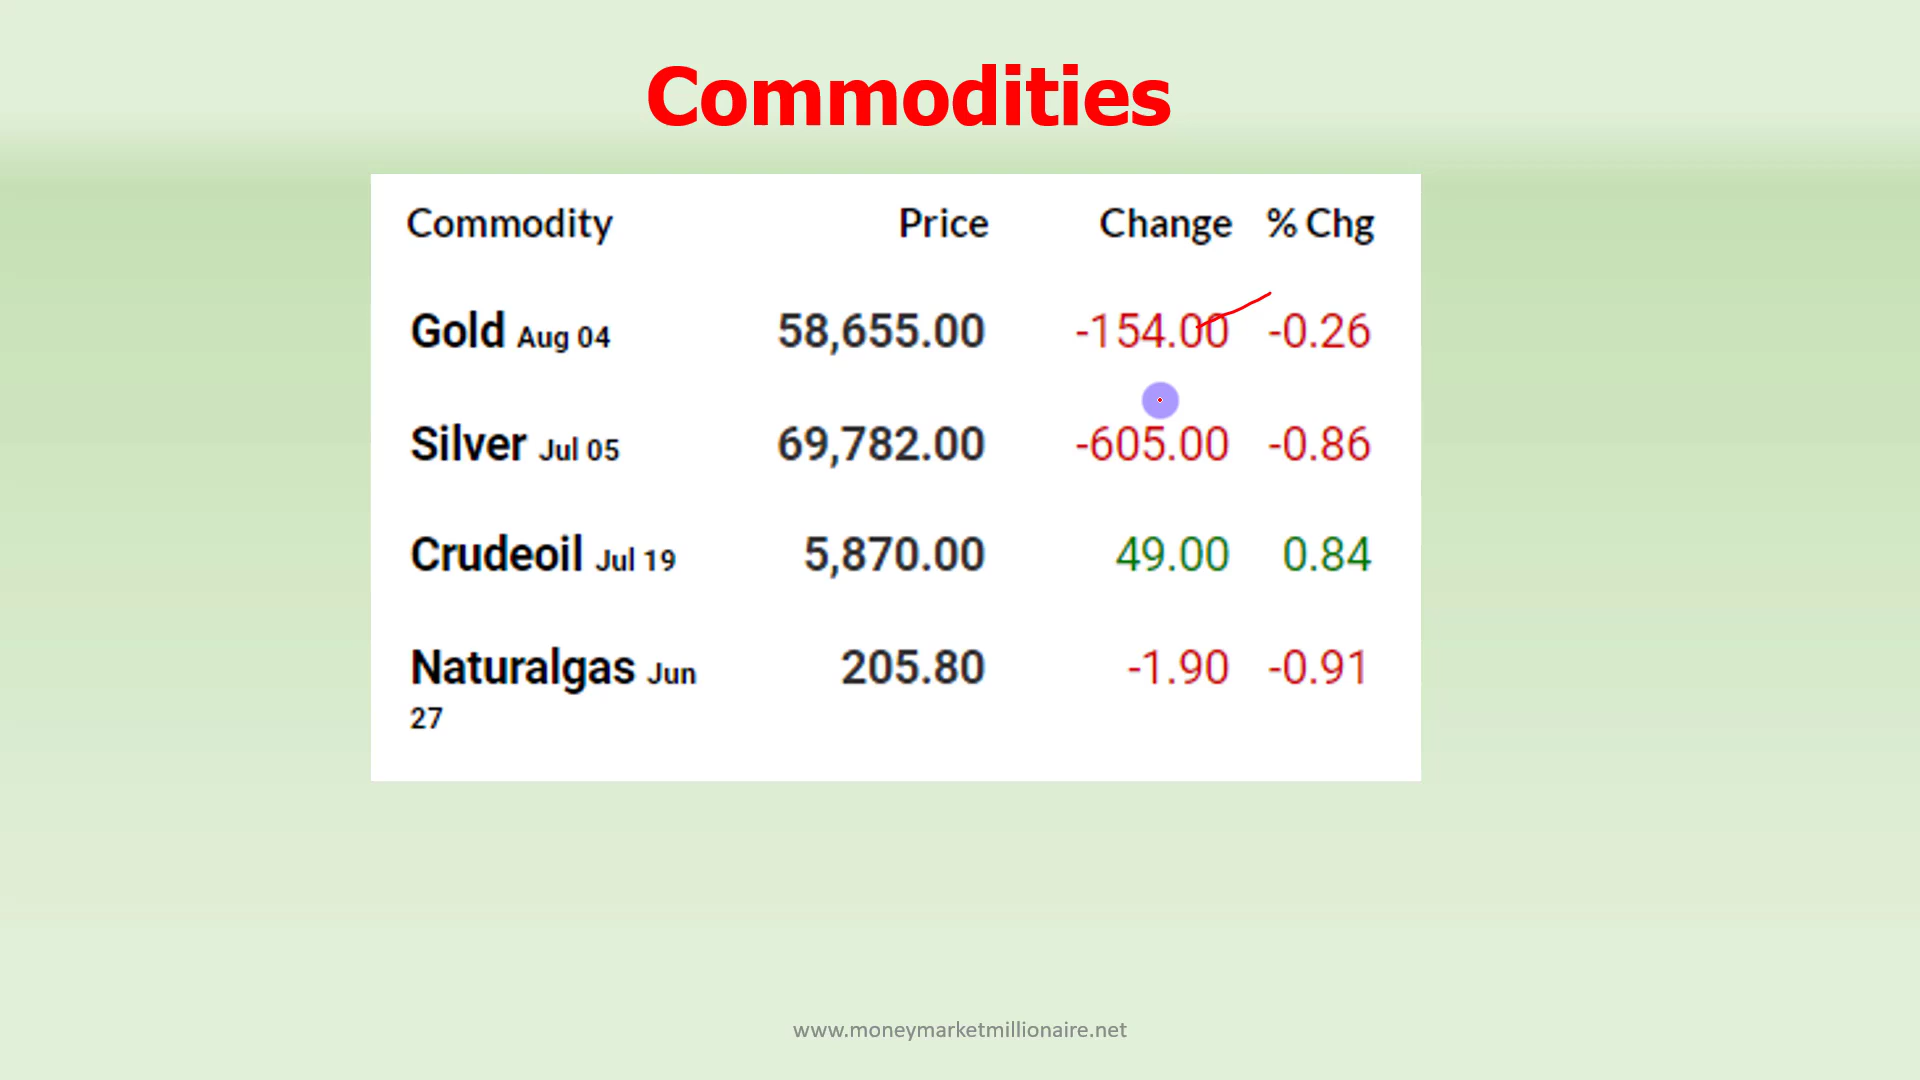 Commodities
Commodity Price Change % Chg
Gold Aug 04 58,655.00 -154.00 -0.26
Silver Jul 05 69,782.00 -605.00 -0.86
Crudeoil Jul 19 5,870.00 49.00 0.84
Naturalgas Jun 205.80 -1.90 -0.91
27
www.moneymarketmillionaire.net